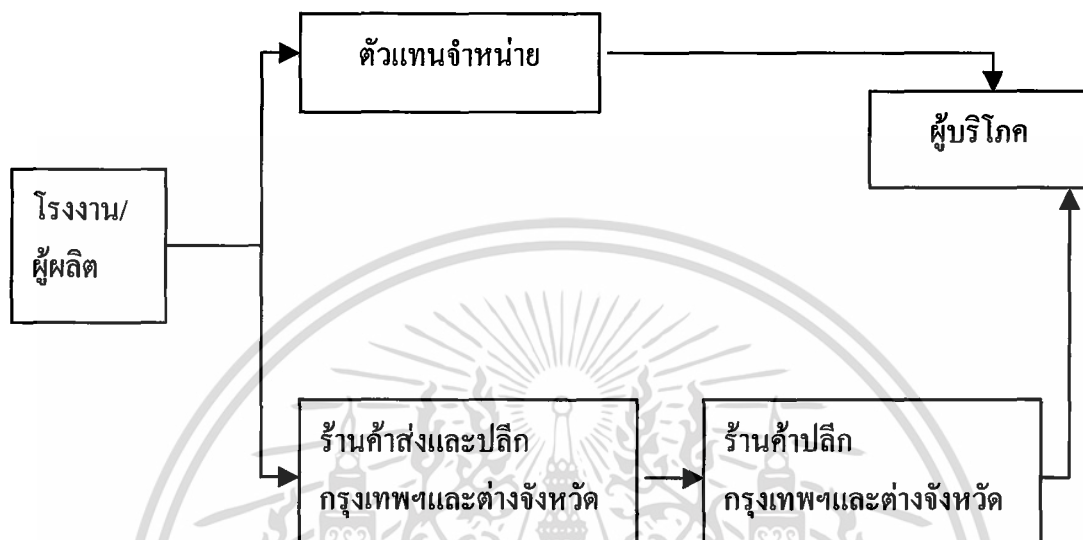 ตัวแทนจำหน่าย
ผู้บริโภค
โรงงาน/
ผู้ผลิต
ร้านค้าส่งและปลีก
กรุงเทพฯและต่างจังหวัด
ร้านค้าปลีก
กรุงเทพฯและต่างจังหวัด